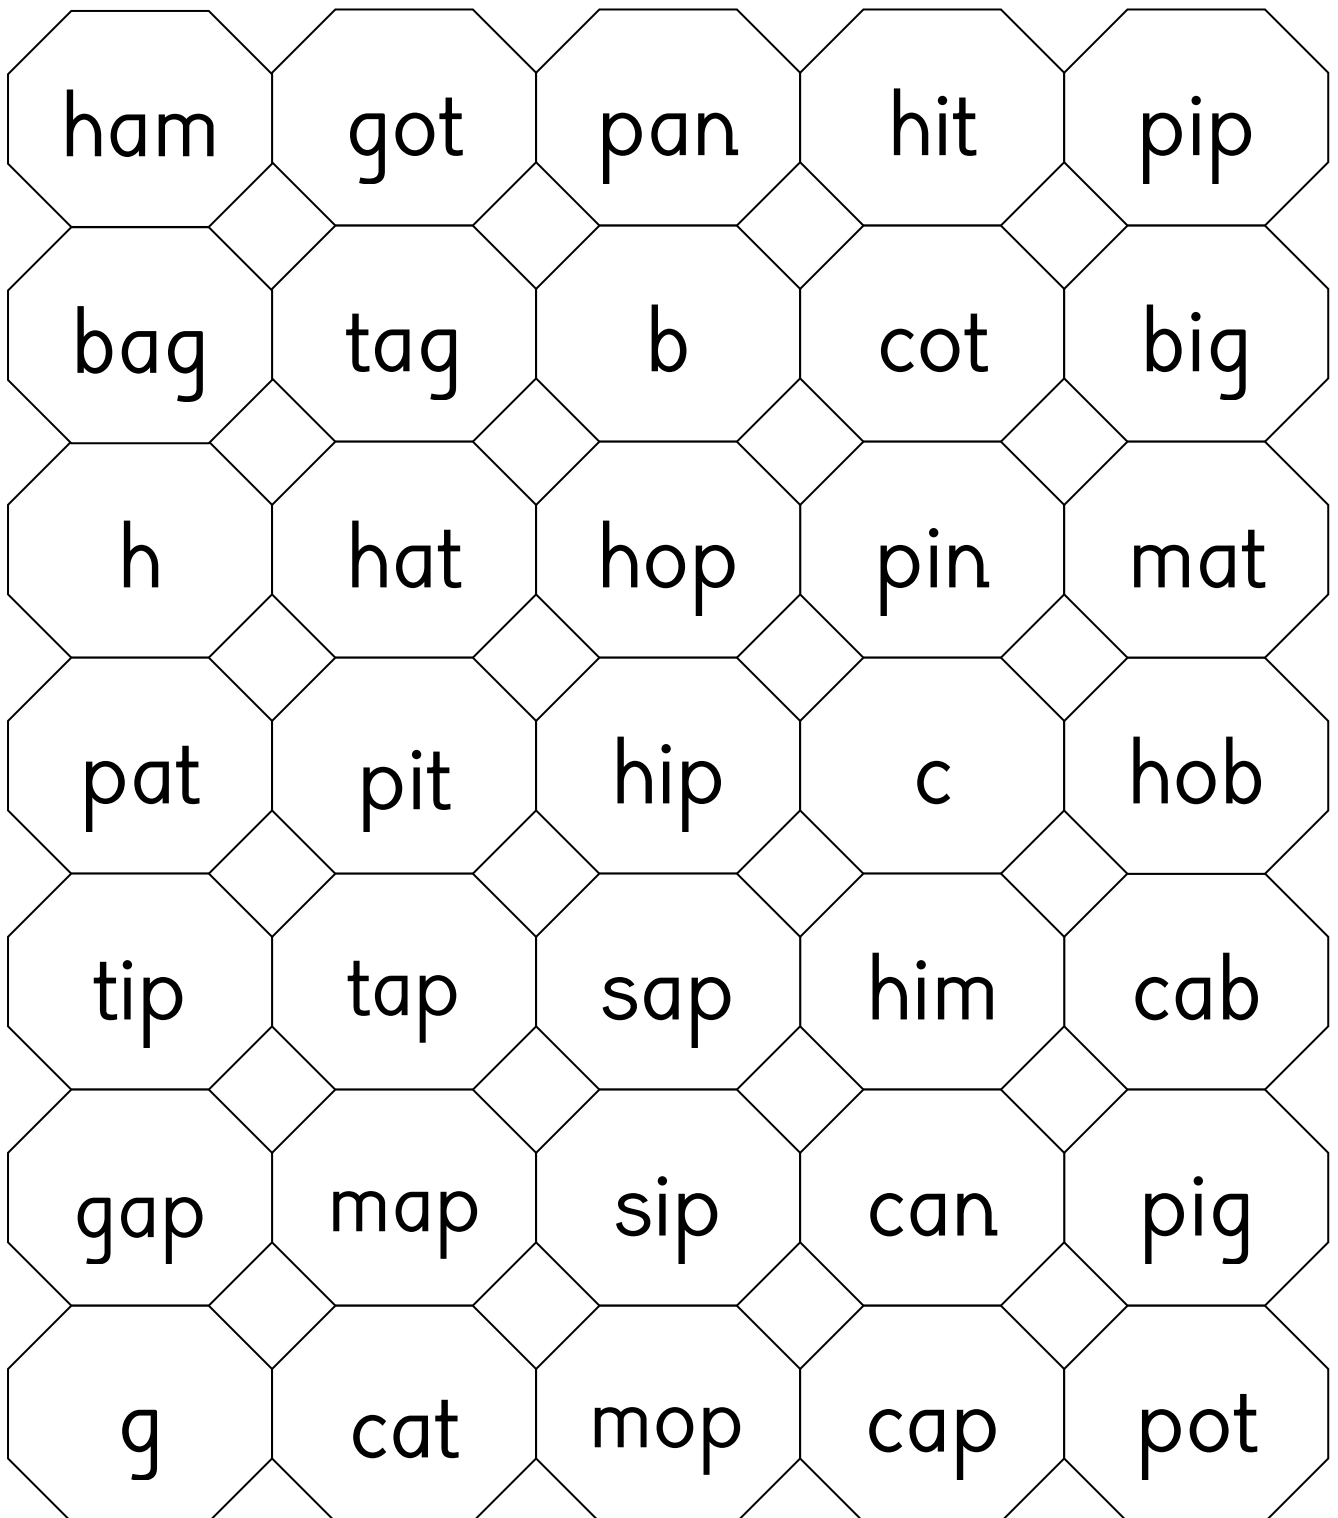 ham got pan hit pip
bag tag b cot big
h hat hop pin mat
pat pit hip c hob
tip tap sap him cab
gap map sip can pig
g cat mop cap pot